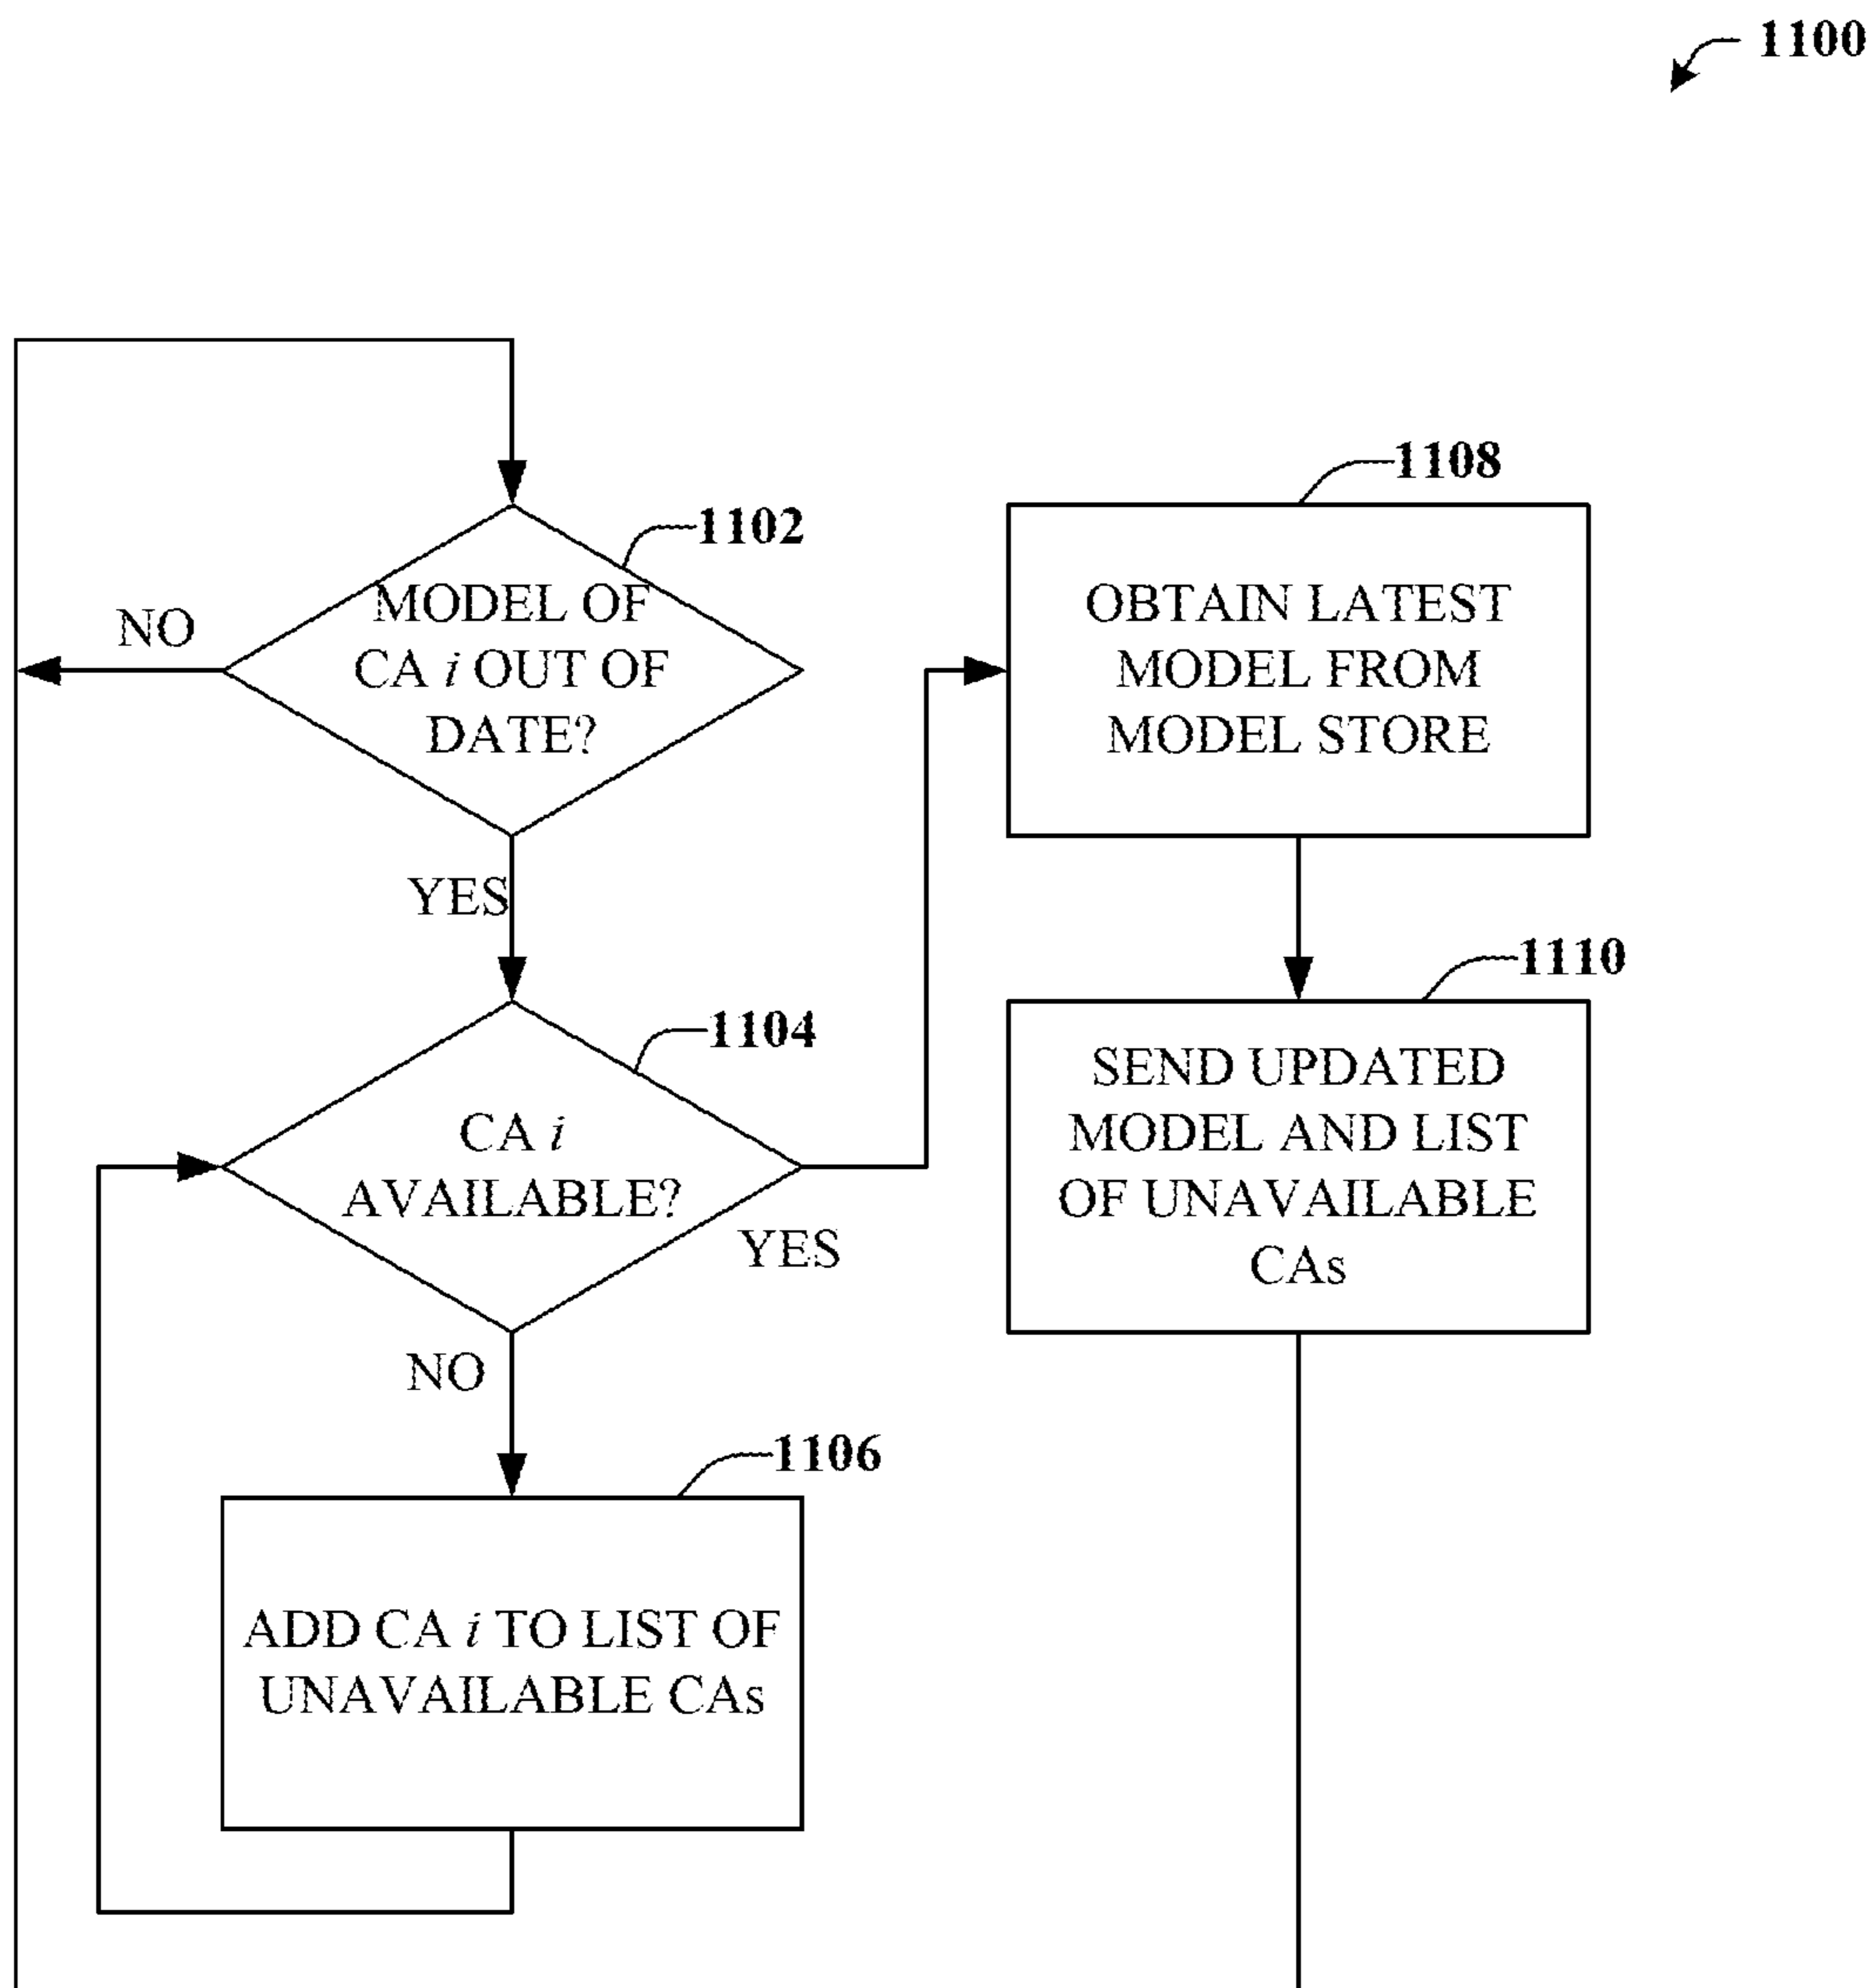 1100
1102
MODEL OF
CA i OUT OF
DATE?
NO
YES
1104
CA i
AVAILABLE?
YES
NO
1106
ADD CA i TO LIST OF
UNAVAILABLE CAs
1108
OBTAIN LATEST
MODEL FROM
MODEL STORE
1110
SEND UPDATED
MODEL AND LIST
OF UNAVAILABLE
CAs